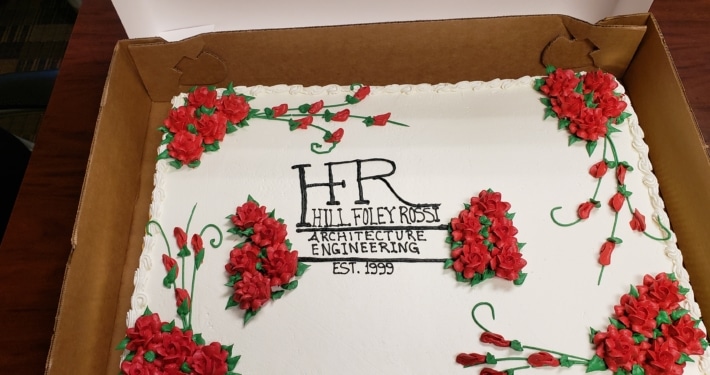 HFR
HILL FOLEY ROSSI
ARCHITECTURE
ENGINEERING
EST. 1999